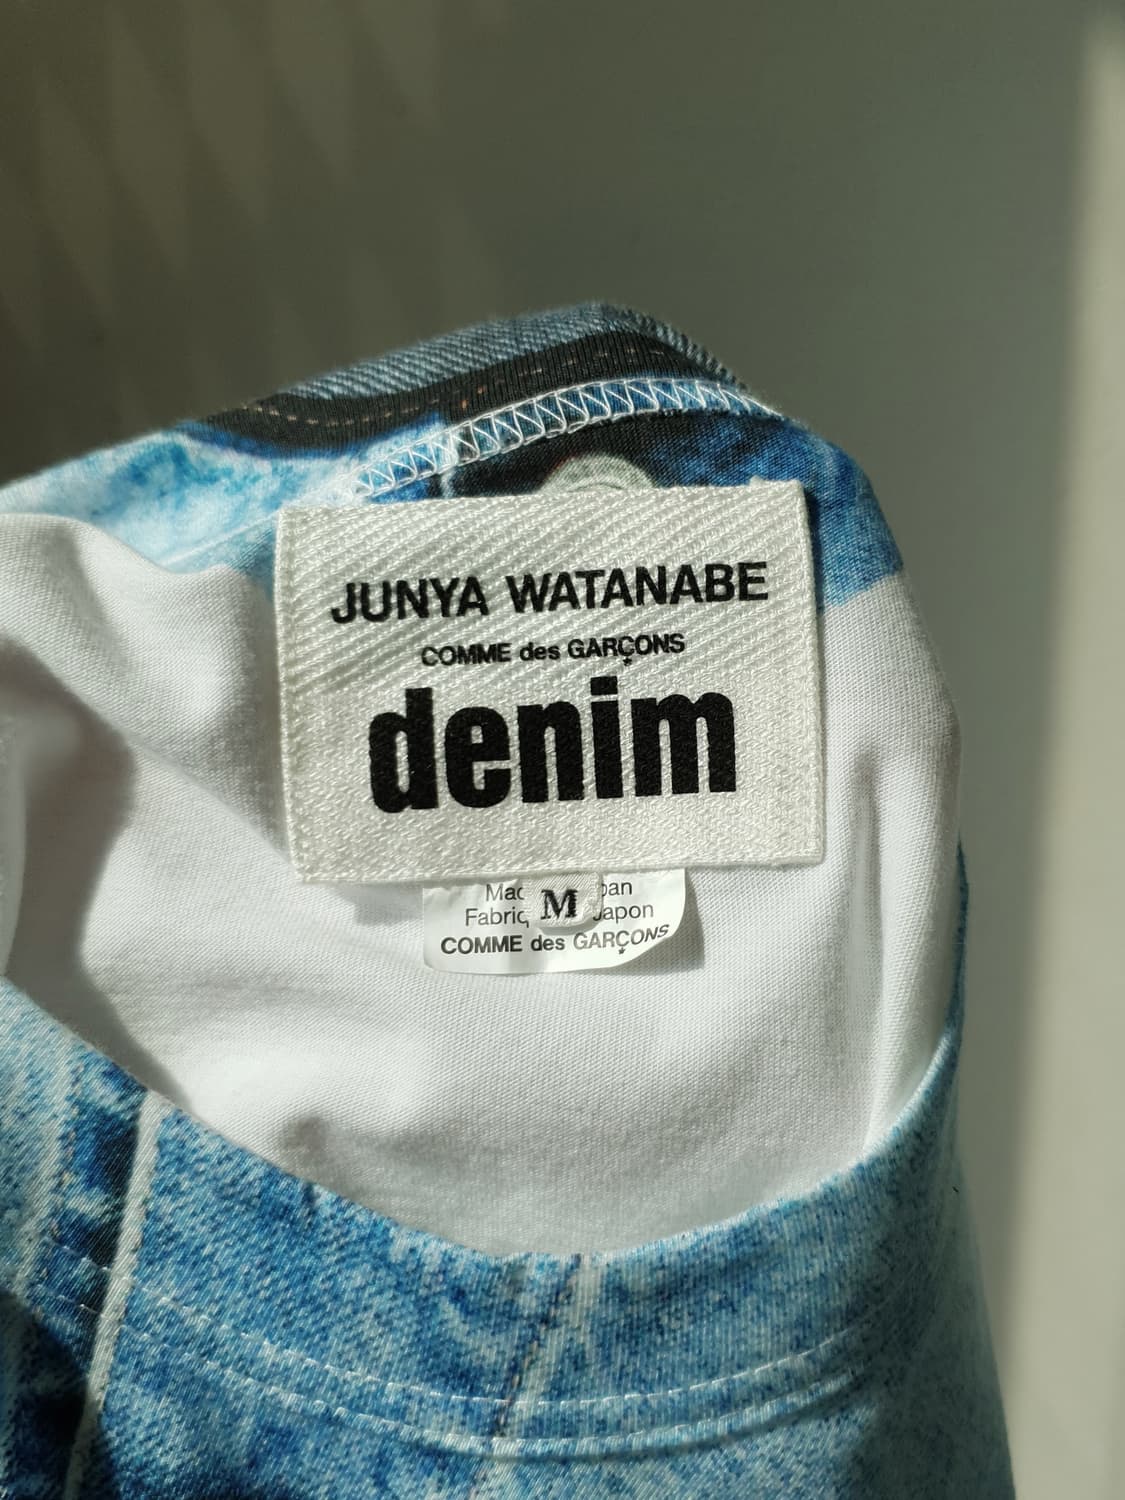 JUNYA WATANABE
COMME des GARÇONS
denim
M
COMME des GARÇONS